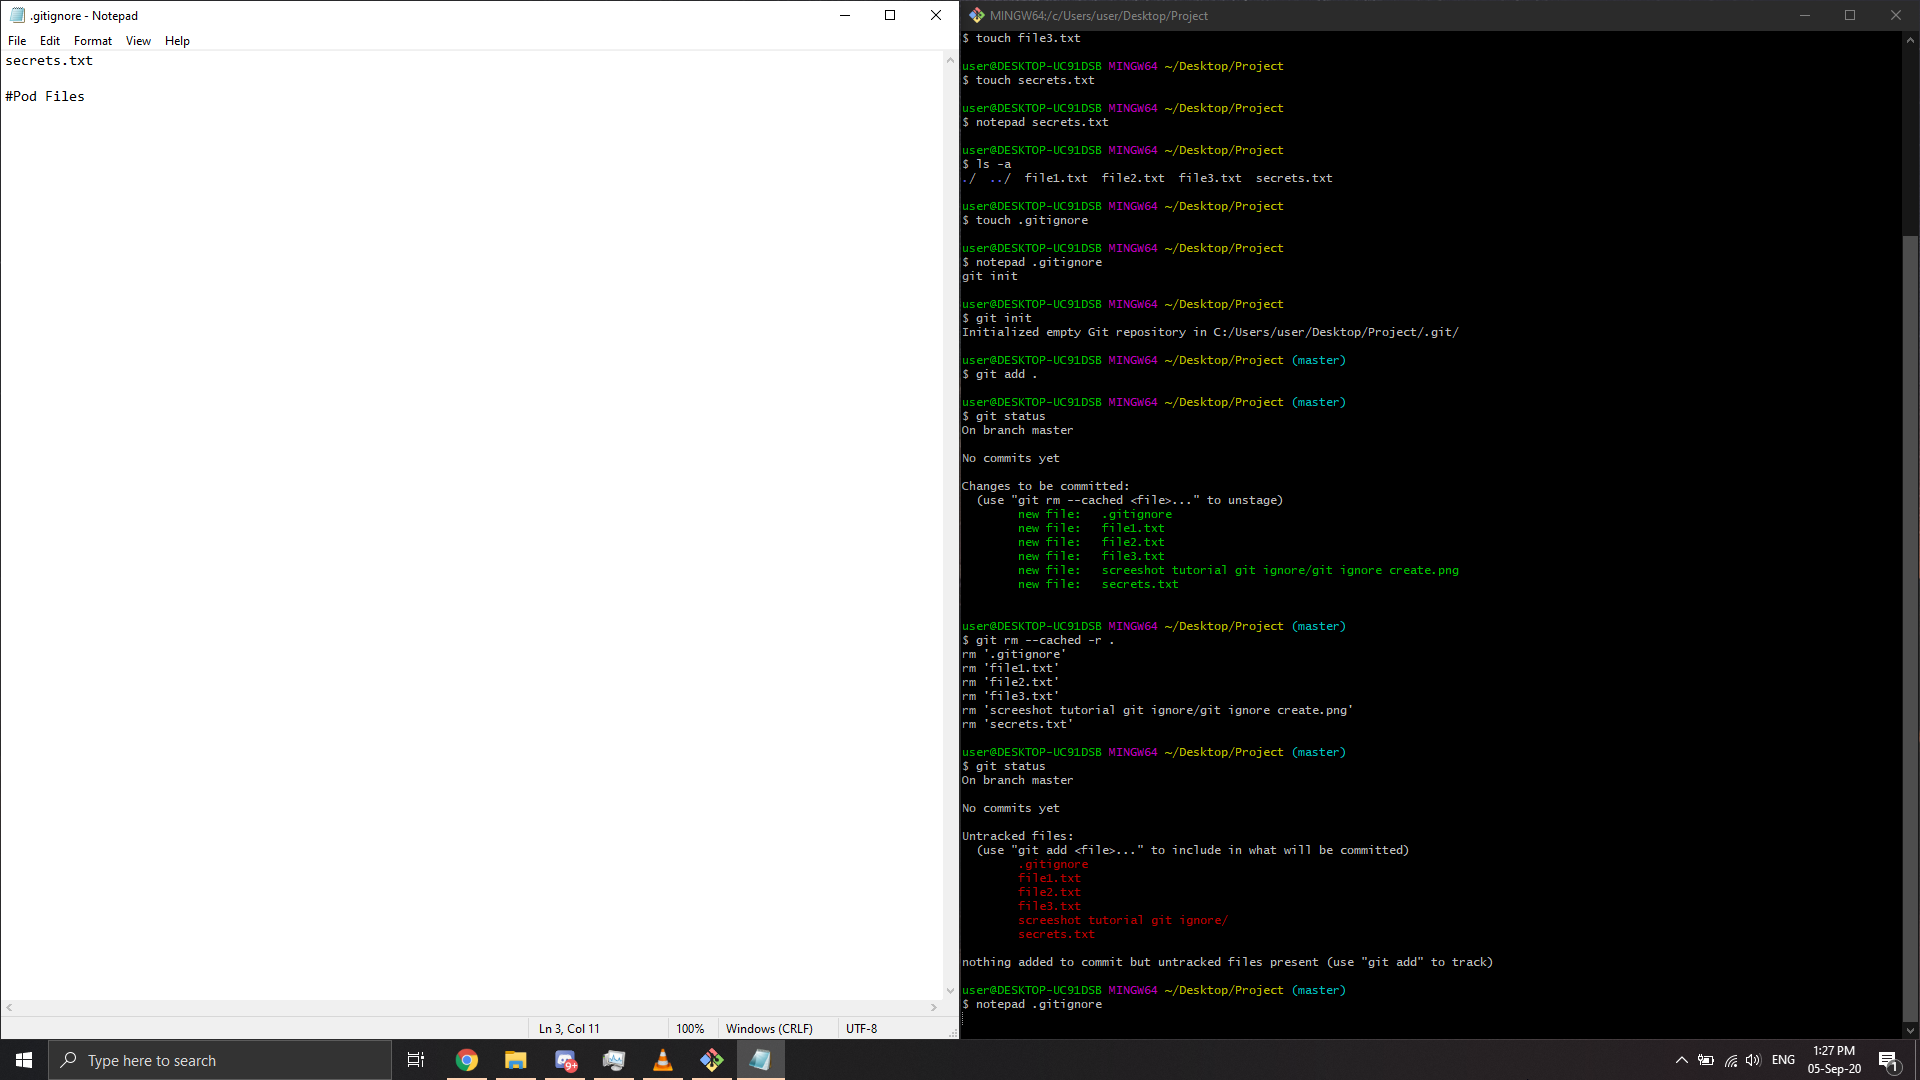 .gitignore - Notepad
File Edit Format View Help
secrets.txt
#Pod Files
Ln 3, Col 11 100% Windows (CRLF) UTF-8
MINGW64:/c/Users/user/Desktop/Project
$ touch file3.txt
user@DESKTOP-UC91DSB MINGW64 ~/Desktop/Project
$ touch secrets.txt
user@DESKTOP-UC91DSB MINGW64 ~/Desktop/Project
$ notepad secrets.txt
user@DESKTOP-UC91DSB MINGW64 ~/Desktop/Project
$ ls -a
./ ../ file1.txt file2.txt file3.txt secrets.txt
user@DESKTOP-UC91DSB MINGW64 ~/Desktop/Project
$ touch .gitignore
user@DESKTOP-UC91DSB MINGW64 ~/Desktop/Project
$ notepad .gitignore
git init
user@DESKTOP-UC91DSB MINGW64 ~/Desktop/Project
$ git init
Initialized empty Git repository in C:/Users/user/Desktop/Project/.git/
user@DESKTOP-UC91DSB MINGW64 ~/Desktop/Project (master)
$ git add .
user@DESKTOP-UC91DSB MINGW64 ~/Desktop/Project (master)
$ git status
On branch master
No commits yet
Changes to be committed:
(use "git rm --cached <file>..." to unstage)
new file: .gitignore
new file: file1.txt
new file: file2.txt
new file: file3.txt
new file: screeshot tutorial git ignore/git ignore create.png
new file: secrets.txt
user@DESKTOP-UC91DSB MINGW64 ~/Desktop/Project (master)
$ git rm --cached -r .
rm '.gitignore'
rm 'file1.txt'
rm 'file2.txt'
rm 'file3.txt'
rm 'screeshot tutorial git ignore/git ignore create.png'
rm 'secrets.txt'
user@DESKTOP-UC91DSB MINGW64 ~/Desktop/Project (master)
$ git status
On branch master
No commits yet
Untracked files:
(use "git add <file>..." to include in what will be committed)
.gitignore
file1.txt
file2.txt
file3.txt
screeshot tutorial git ignore/
secrets.txt
nothing added to commit but untracked files present (use "git add" to track)
user@DESKTOP-UC91DSB MINGW64 ~/Desktop/Project (master)
$ notepad .gitignore
Type here to search
9+
ENG
1:27 PM
05-Sep-20
1